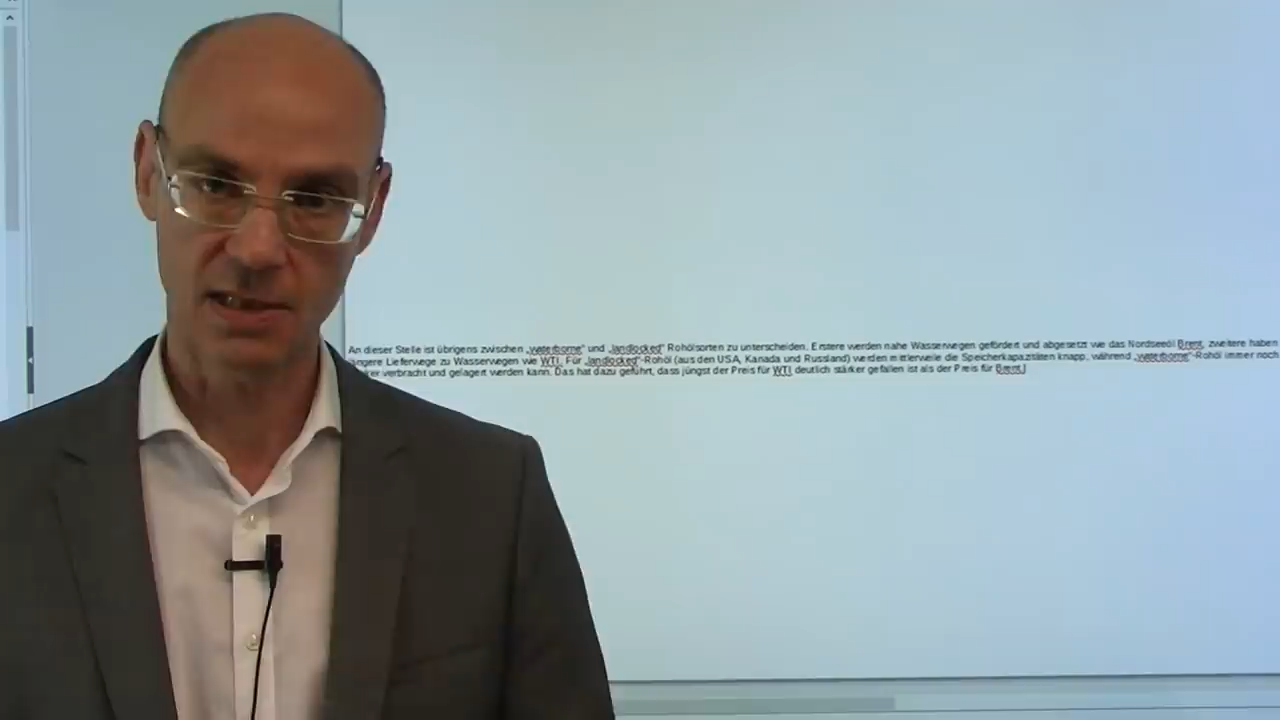 An dieser Stelle ist übrigens zwischen „waterborne“ und „landlocked“ Rohölsorten zu unterscheiden. Erstere werden nahe Wasserwegen gefördert und abgesetzt wie das Nordseeöl Brent, zweitere haben
längere Lieferwege zu Wasserwegen wie WTI. Für „landlocked“-Rohöl (aus den USA, Kanada und Russland) werden mittlerweile die Speicherkapazitäten knapp, während „waterborne“-Rohöl immer noch
verbracht und gelagert werden kann. Das hat dazu geführt, dass jüngst der Preis für WTI deutlich stärker gefallen ist als der Preis für Brent.